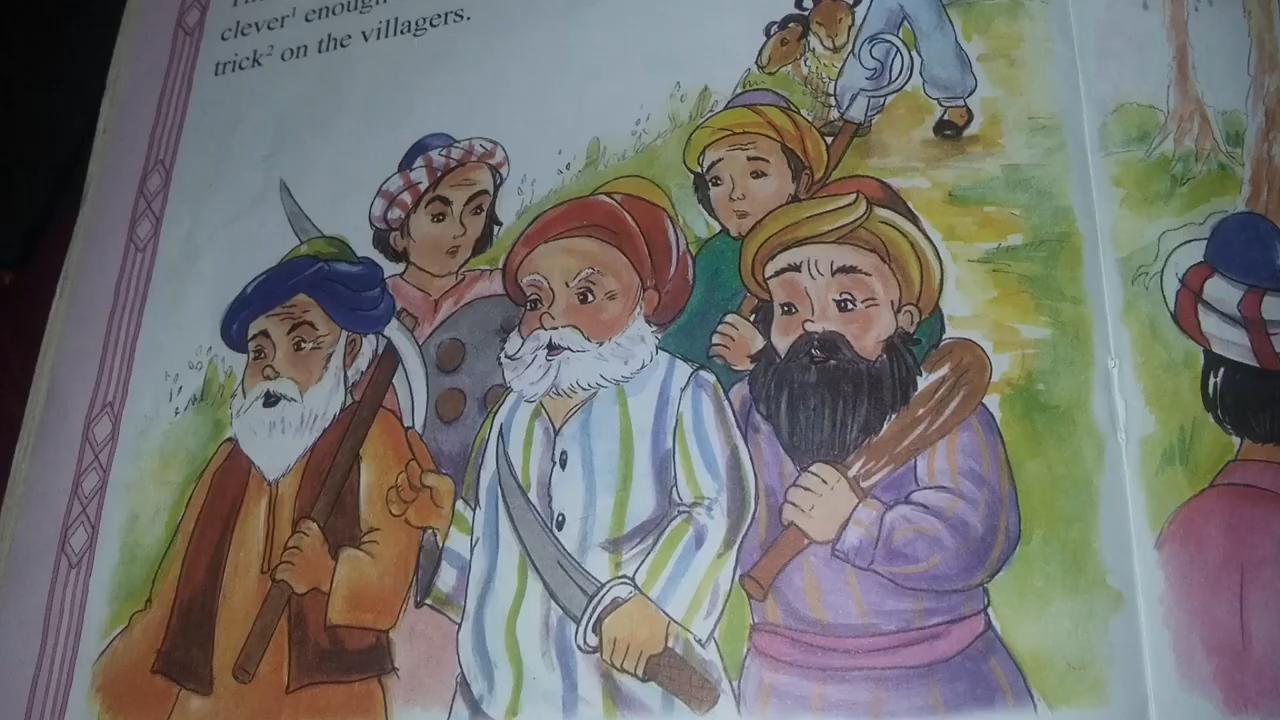 clever¹ enough
trick² on the villagers.